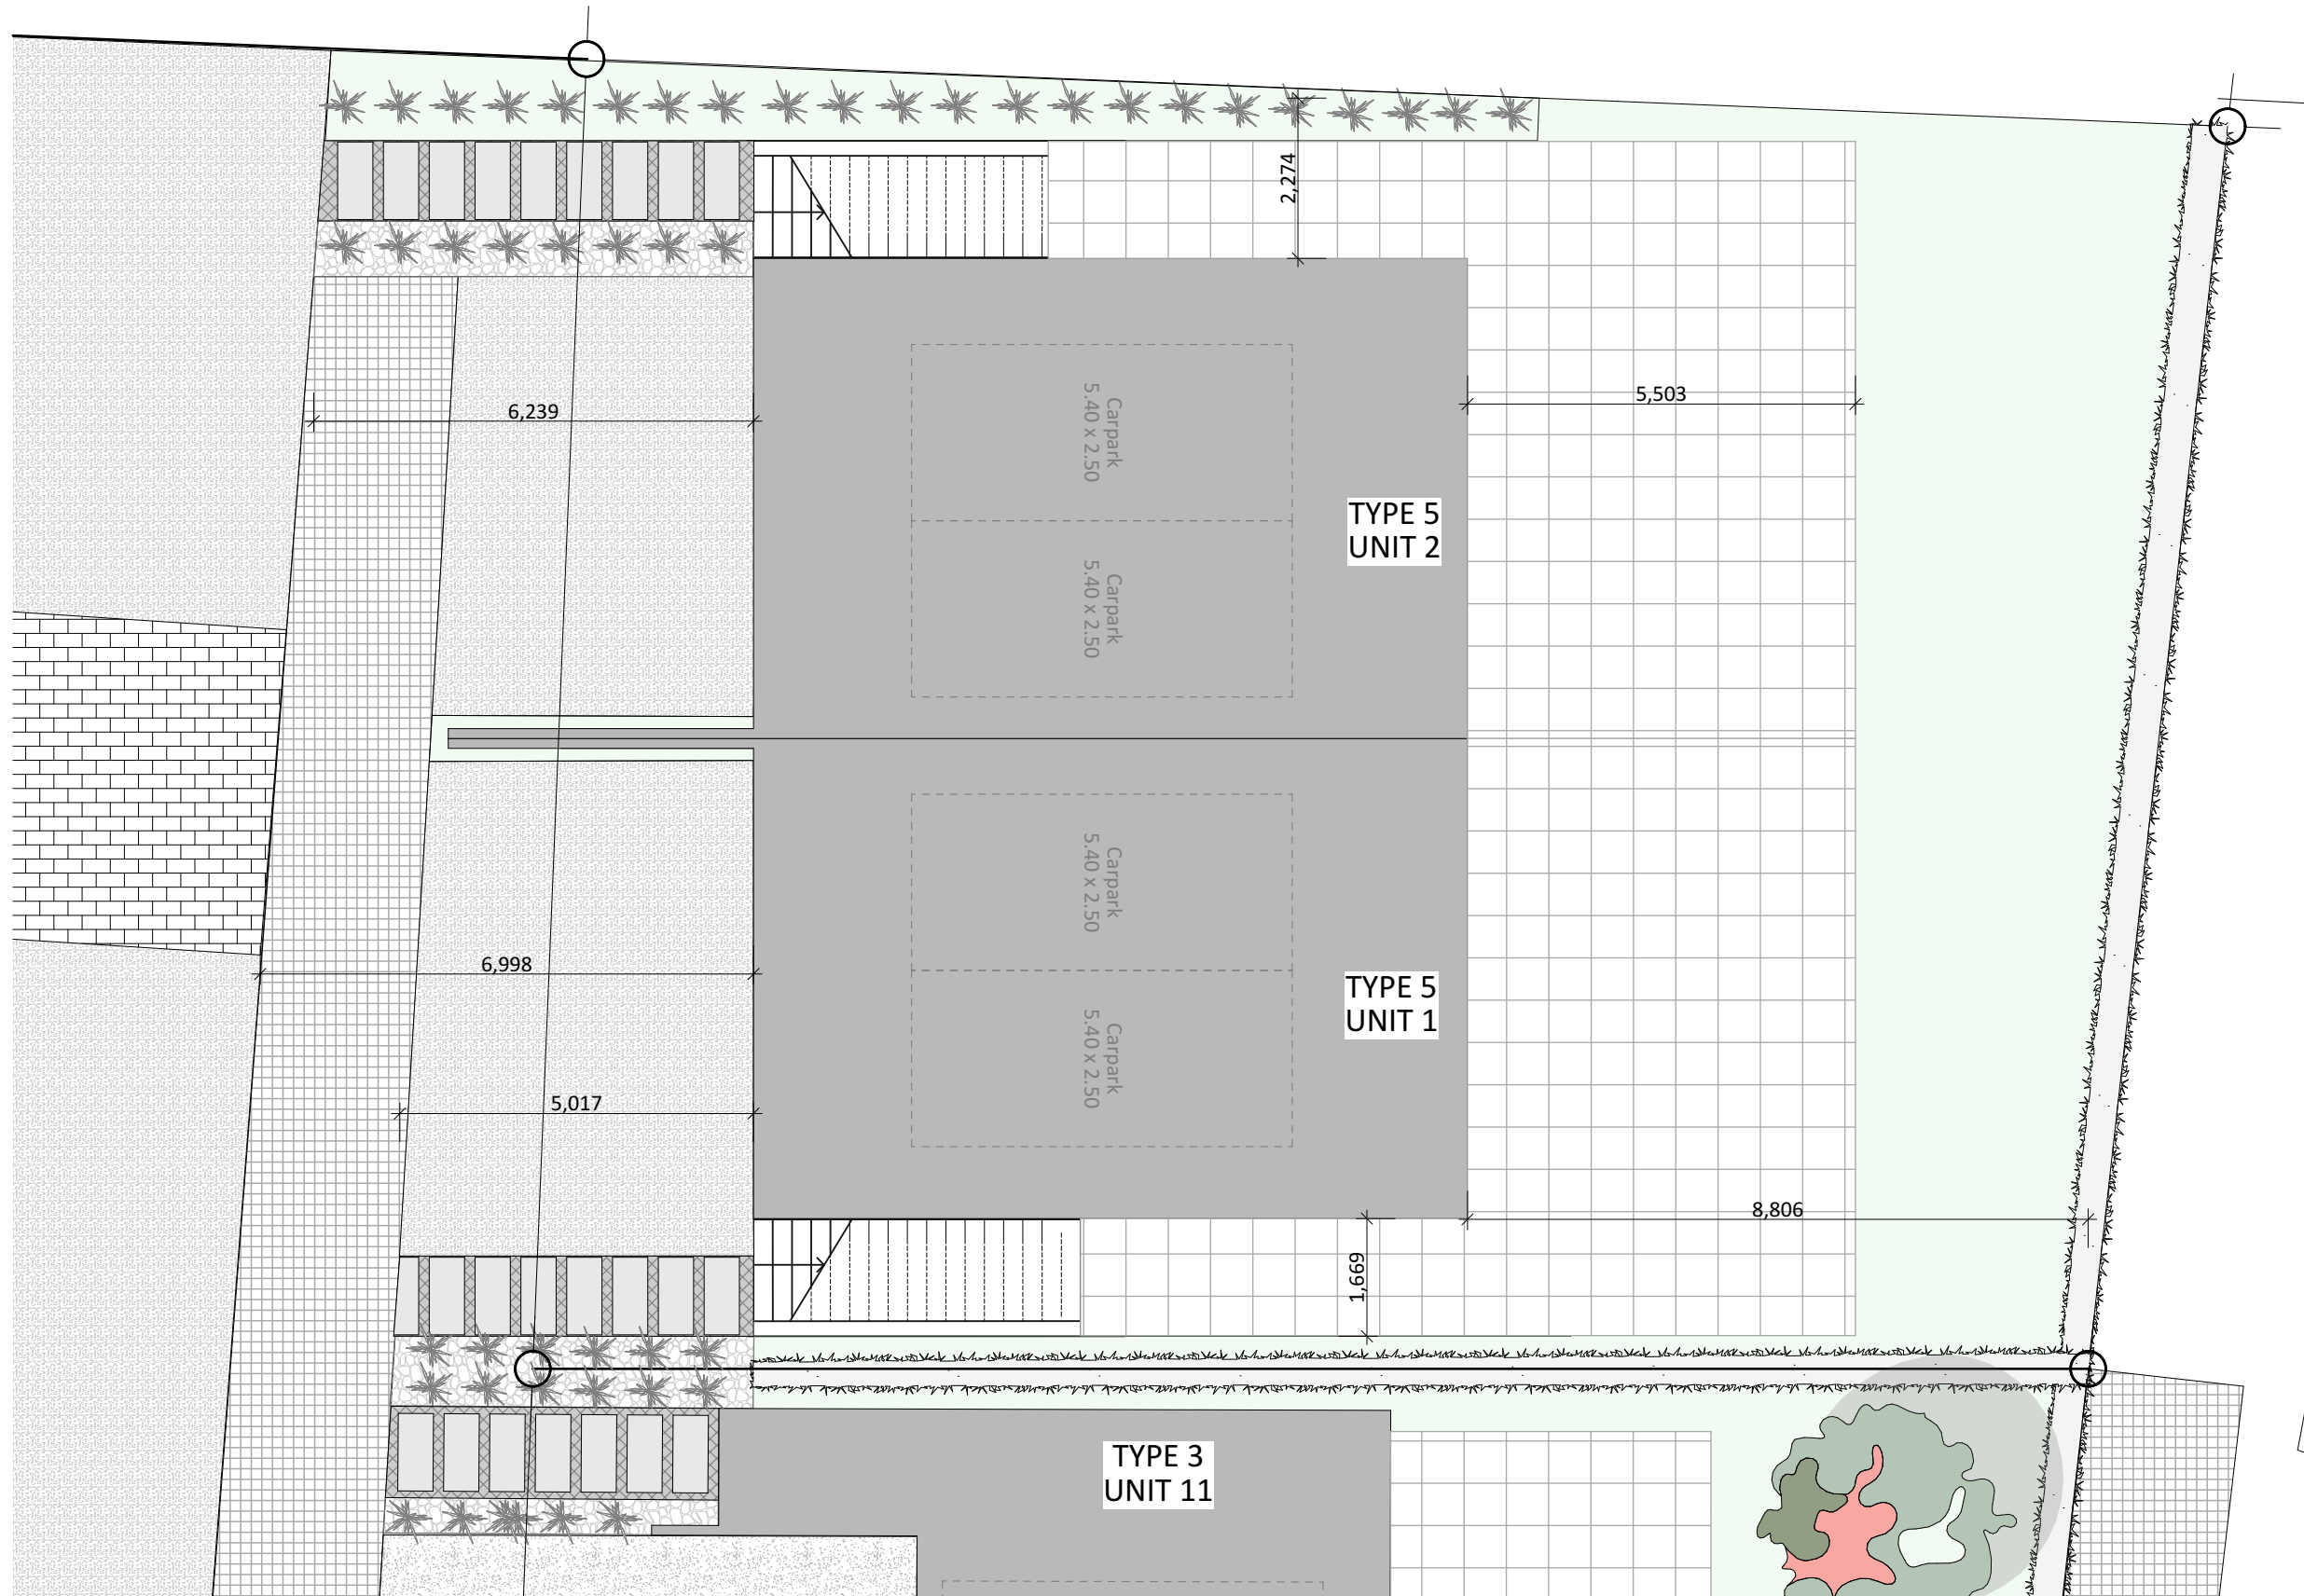 2,274
6,239
5,503
Carpark
5.40 x 2.50
TYPE 5
UNIT 2
Carpark
5.40 x 2.50
Carpark
5.40 x 2.50
6,998
TYPE 5
UNIT 1
Carpark
5.40 x 2.50
5,017
8,806
1,669
TYPE 3
UNIT 11